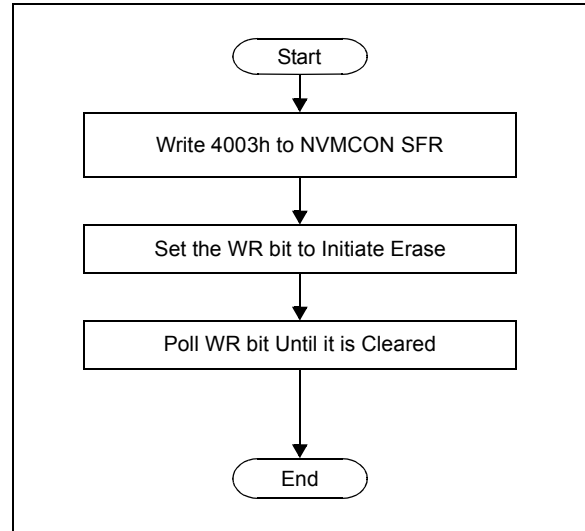 Start
Write 4003h to NVMCON SFR
Set the WR bit to Initiate Erase
Poll WR bit Until it is Cleared
End